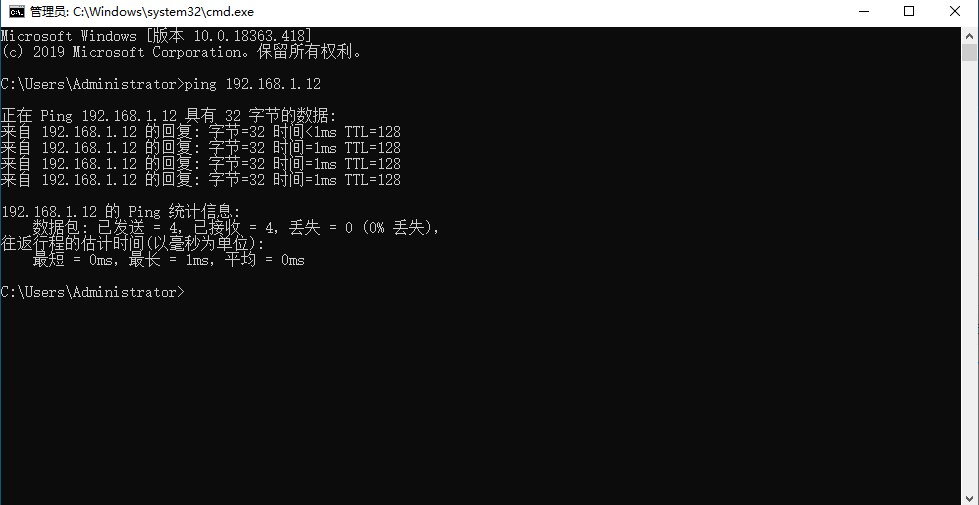 管理员: C:\Windows\system32\cmd.exe
Microsoft Windows [版本 10.0.18363.418]
(c) 2019 Microsoft Corporation。保留所有权利。
C:\Users\Administrator>ping 192.168.1.12
正在 Ping 192.168.1.12 具有 32 字节的数据:
来自 192.168.1.12 的回复: 字节=32 时间<1ms TTL=128
来自 192.168.1.12 的回复: 字节=32 时间=1ms TTL=128
来自 192.168.1.12 的回复: 字节=32 时间=1ms TTL=128
来自 192.168.1.12 的回复: 字节=32 时间=1ms TTL=128
192.168.1.12 的 Ping 统计信息:
数据包: 已发送 = 4，已接收 = 4，丢失 = 0 (0% 丢失)，
往返行程的估计时间(以毫秒为单位):
最短 = 0ms，最长 = 1ms，平均 = 0ms
C:\Users\Administrator>